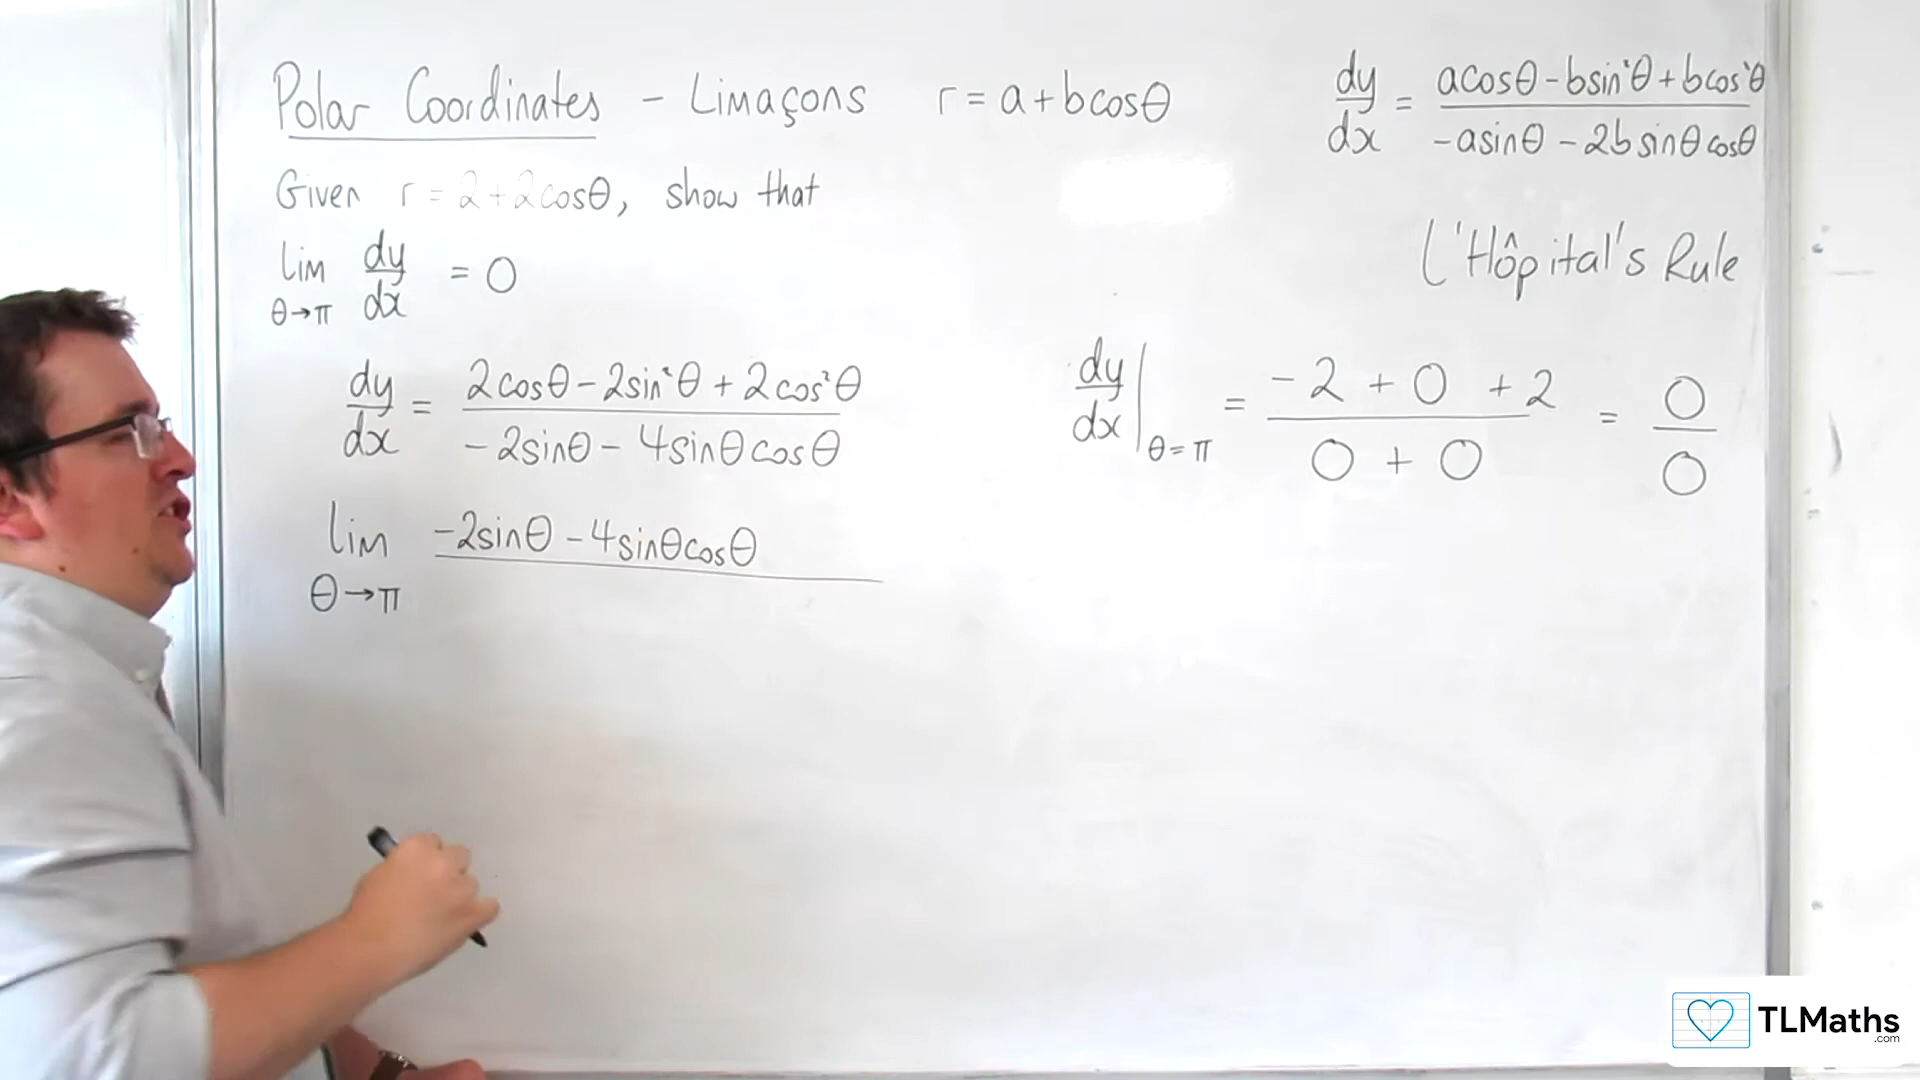 Polar Coordinates - Limaçons r = a + bcosθ
dy/dx = (acosθ - bsin²θ + bcos²θ)/(-asinθ - 2bsinθcosθ)
Given r = 2 + 2cosθ, show that
lim θ→π dy/dx = 0
L'Hôpital's Rule
dy/dx = (2cosθ - 2sin²θ + 2cos²θ)/(-2sinθ - 4sinθcosθ)
dy/dx|θ=π = (-2 + 0 + 2)/(0 + 0) = 0/0
lim θ→π -2sinθ - 4sinθcosθ
TLMaths
.com